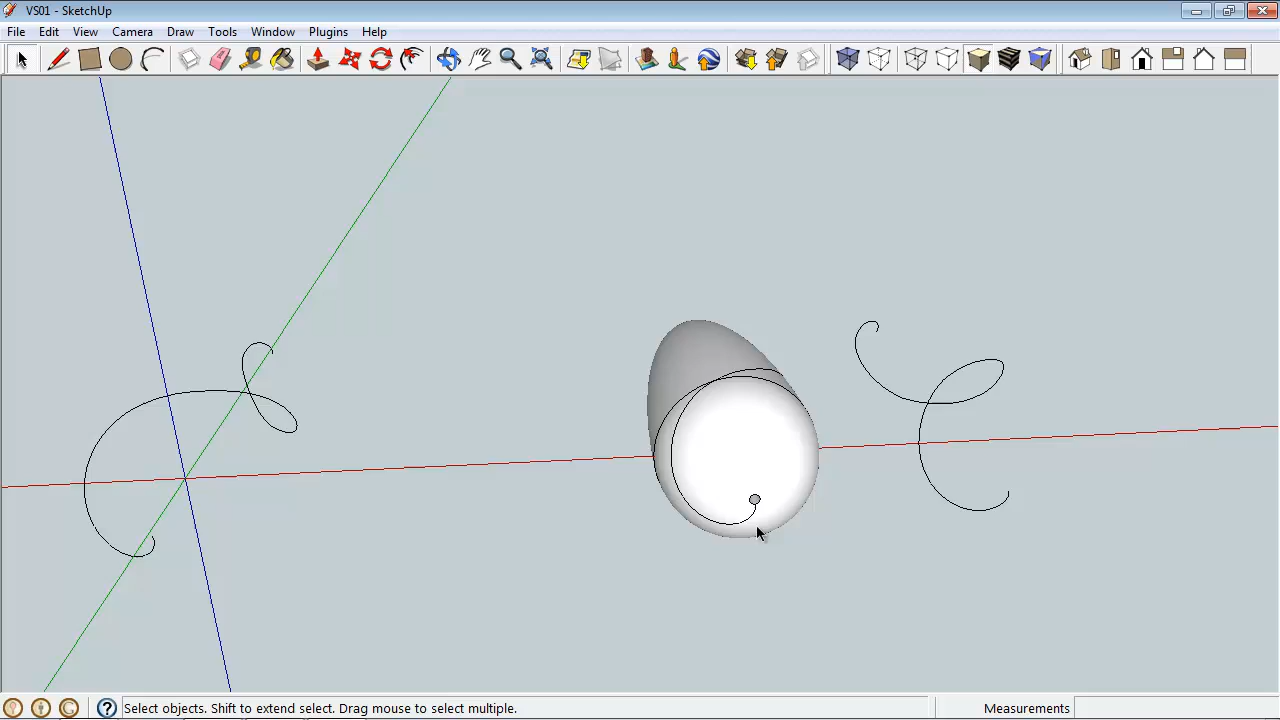 VS01 - SketchUp
File Edit View Camera Draw Tools Window Plugins Help
Select objects. Shift to extend select. Drag mouse to select multiple.
Measurements